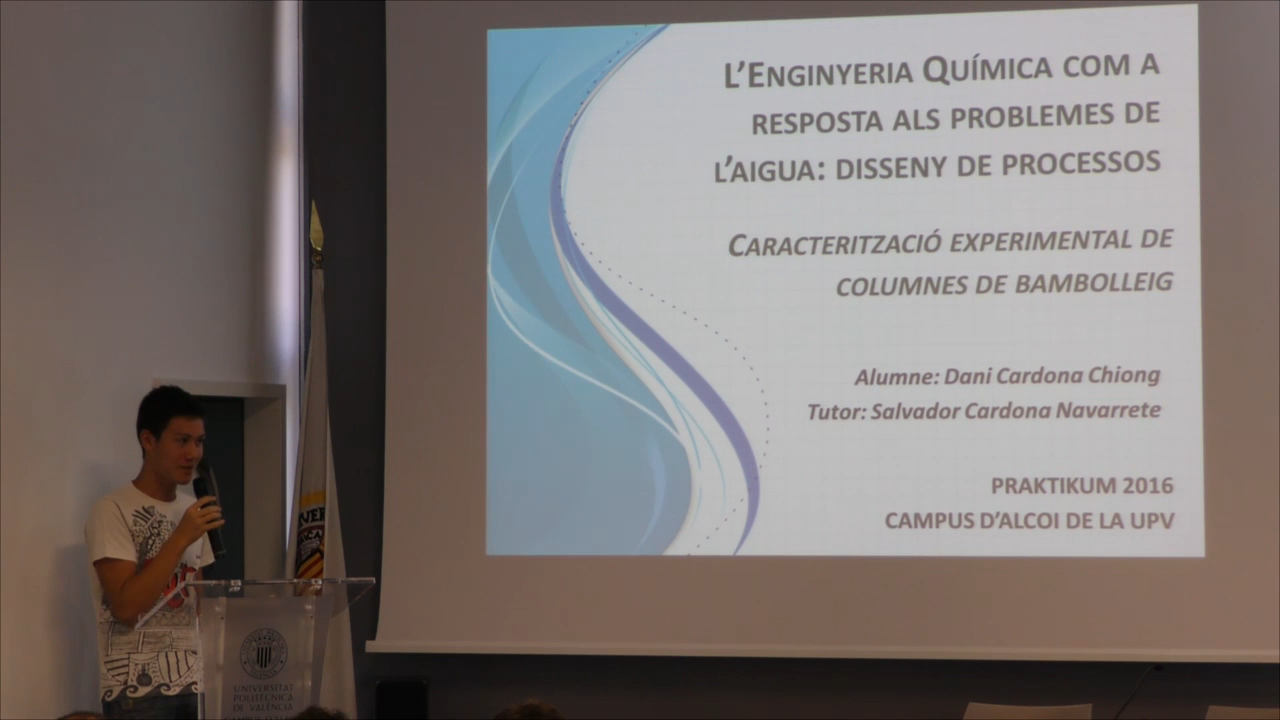 L'ENGINYERIA QUÍMICA COM A
RESPOSTA ALS PROBLEMES DE
L'AIGUA: DISSENY DE PROCESSOS
CARACTERITZACIÓ EXPERIMENTAL DE
COLUMNES DE BAMBOLLEIG
Alumne: Dani Cardona Chiong
Tutor: Salvador Cardona Navarrete
PRAKTIKUM 2016
CAMPUS D'ALCOI DE LA UPV
UNIVERSITAT
POLITÈCNICA
DE VALÈNCIA